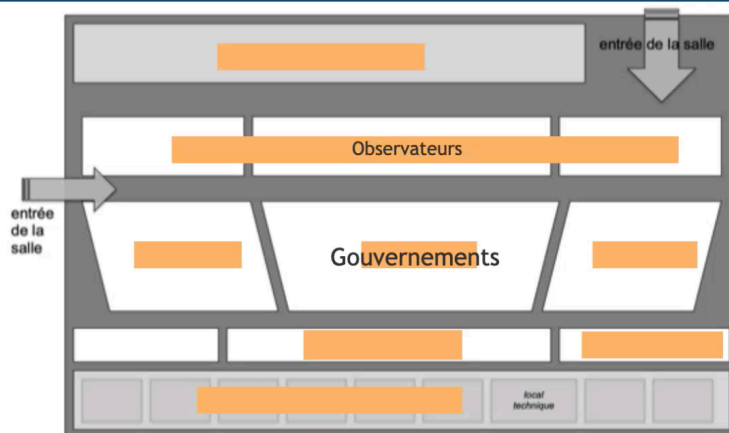 entrée de la salle
Observateurs
entrée
de la
salle
Gouvernements
local
technique